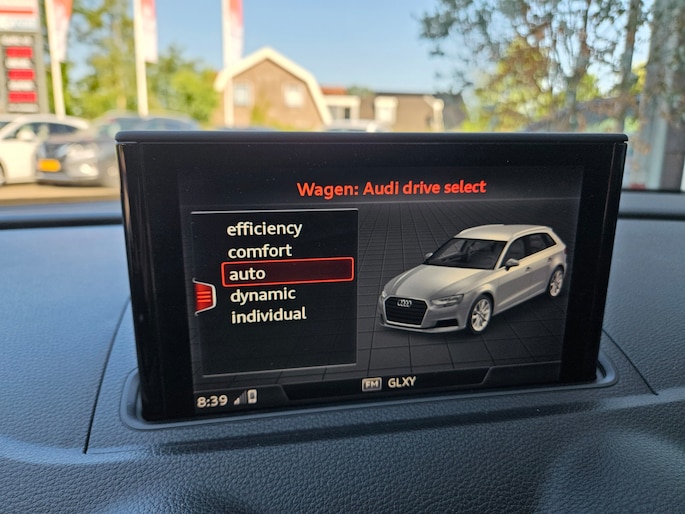 Wagen: Audi drive select
efficiency
comfort
auto
dynamic
individual
FM GLXY
8:39